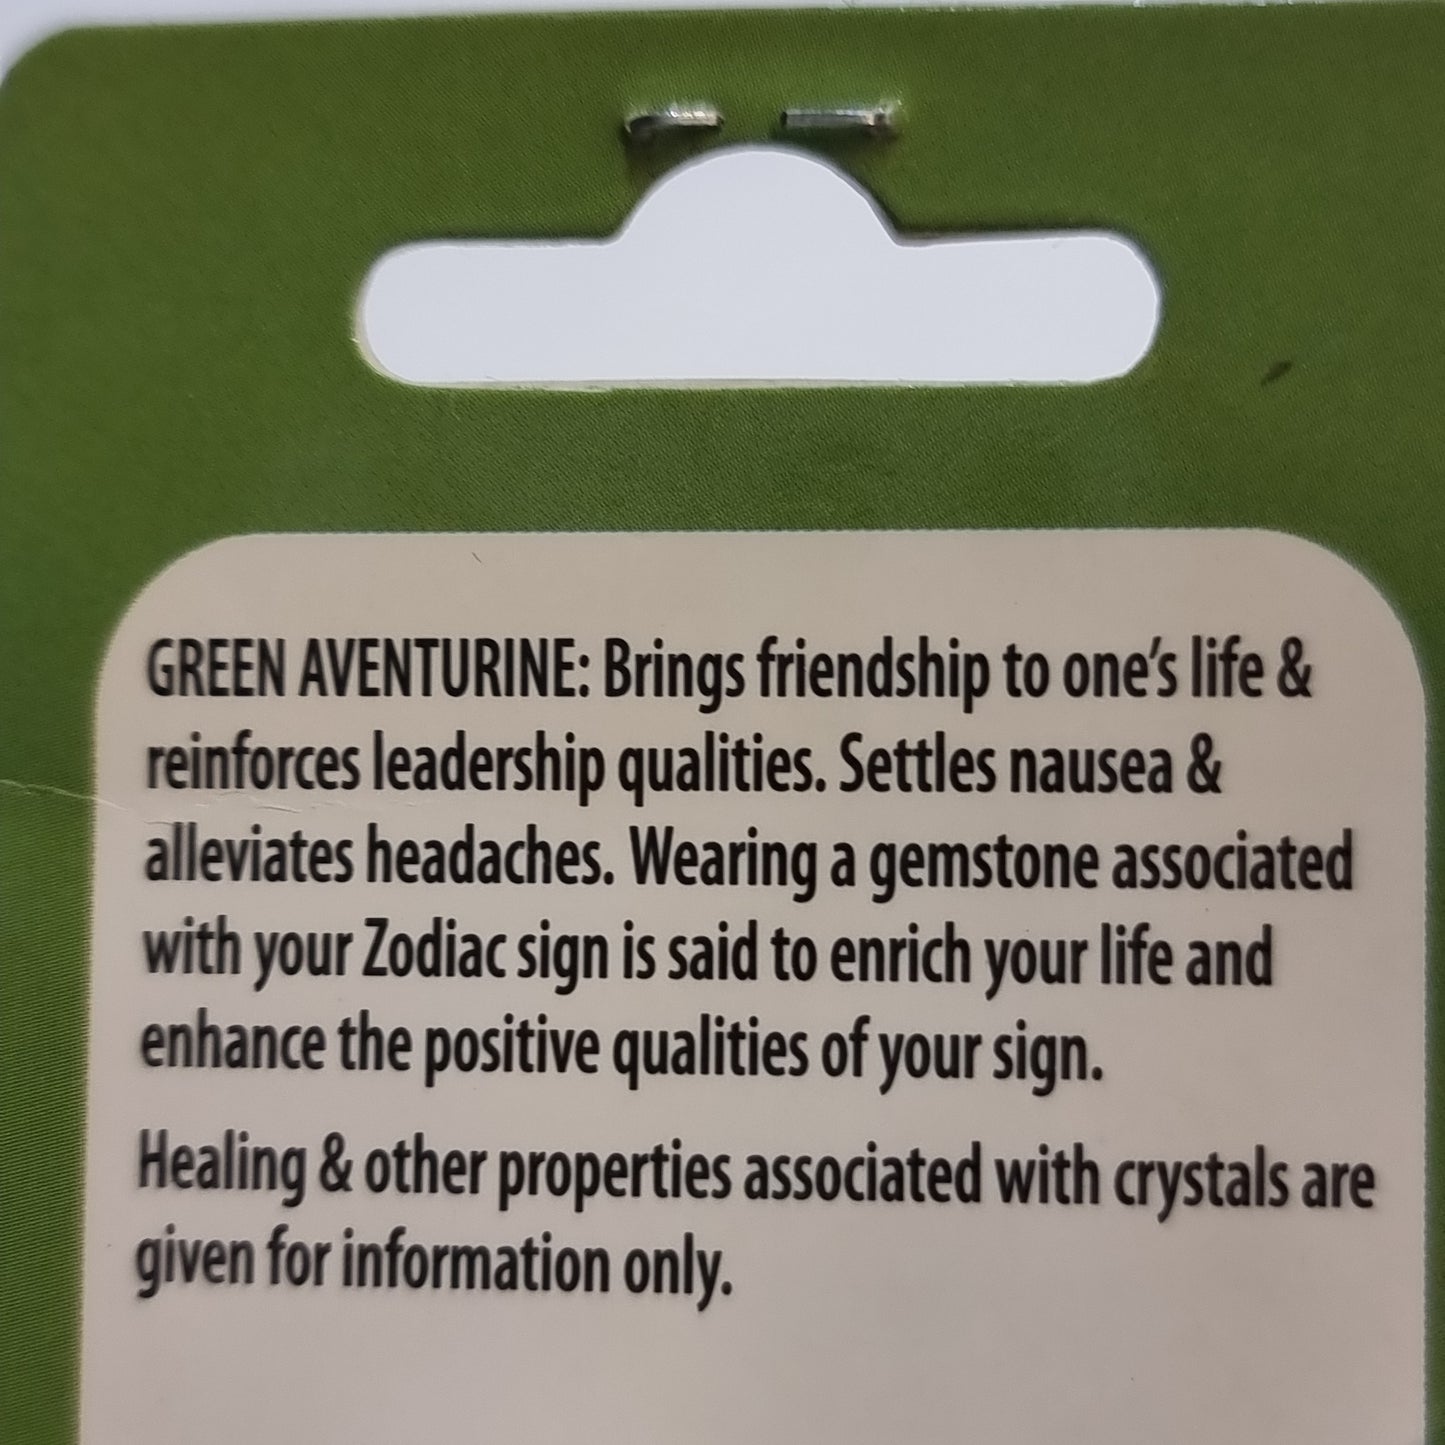 GREEN AVENTURINE: Brings friendship to one's life &
reinforces leadership qualities. Settles nausea &
alleviates headaches. Wearing a gemstone associated
with your Zodiac sign is said to enrich your life and
enhance the positive qualities of your sign.
Healing & other properties associated with crystals are
given for information only.